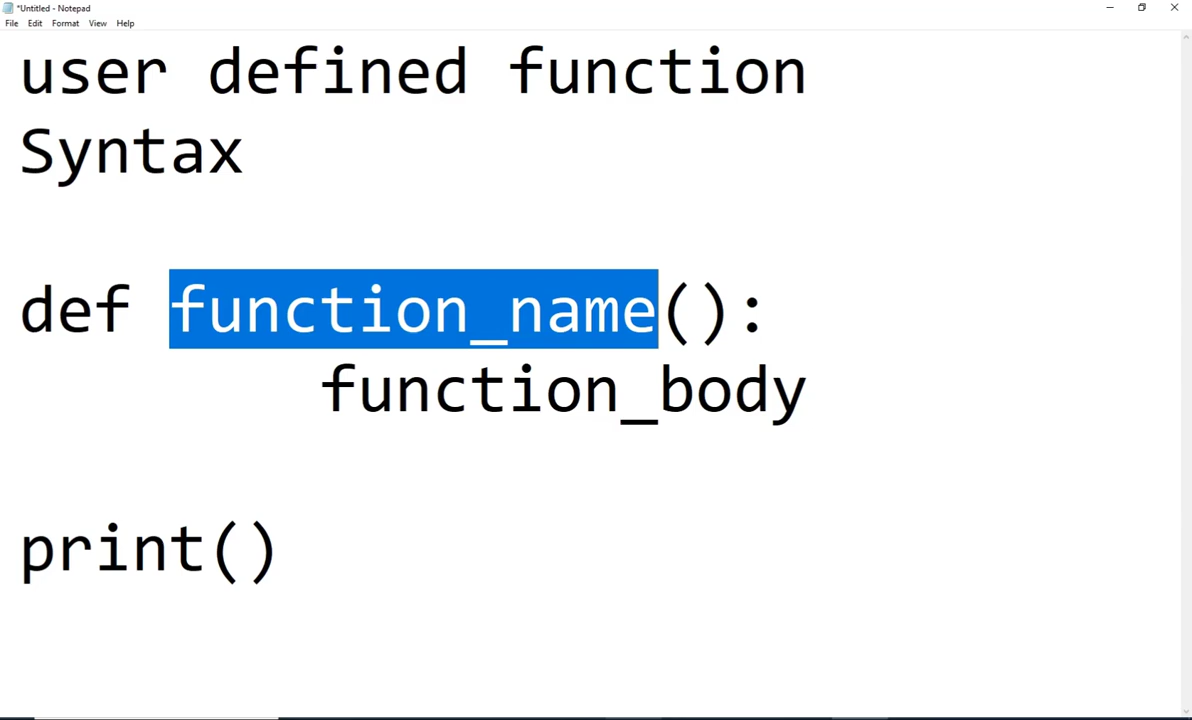 *Untitled - Notepad
File Edit Format View Help
user defined function
Syntax
def function_name():
function_body
print()